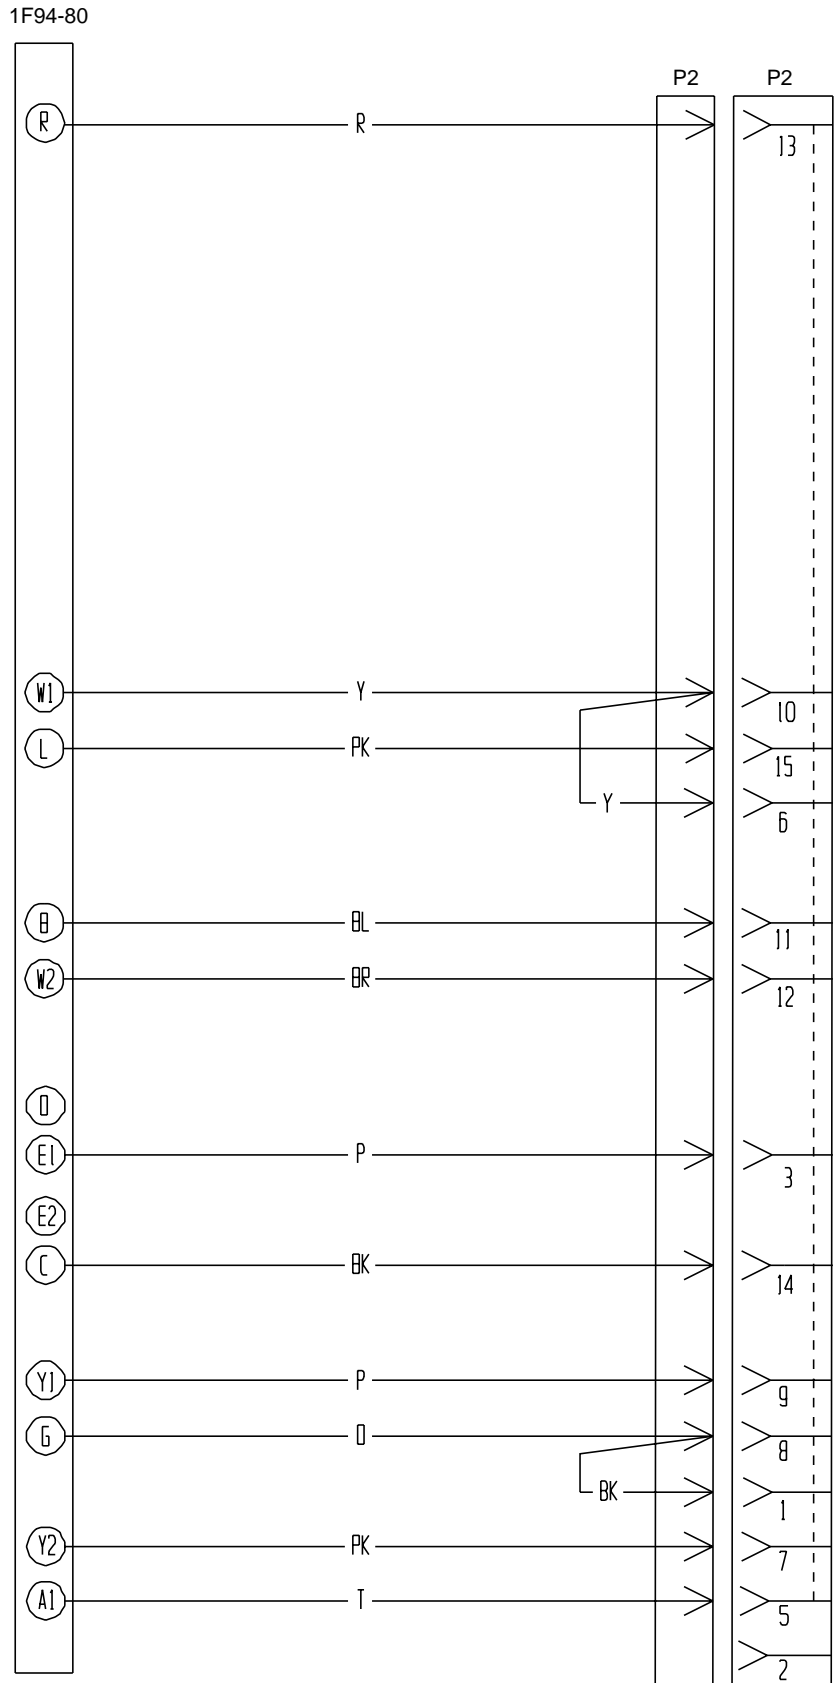 1F94-80
P2 P2
R R 13
W1 Y 10
L PK 15
Y 6
B BL 11
W2 BR 12
O
E1 P 3
E2
C BK 14
Y1 P 9
G O 8
BK 1
Y2 PK 7
A1 T 5
2